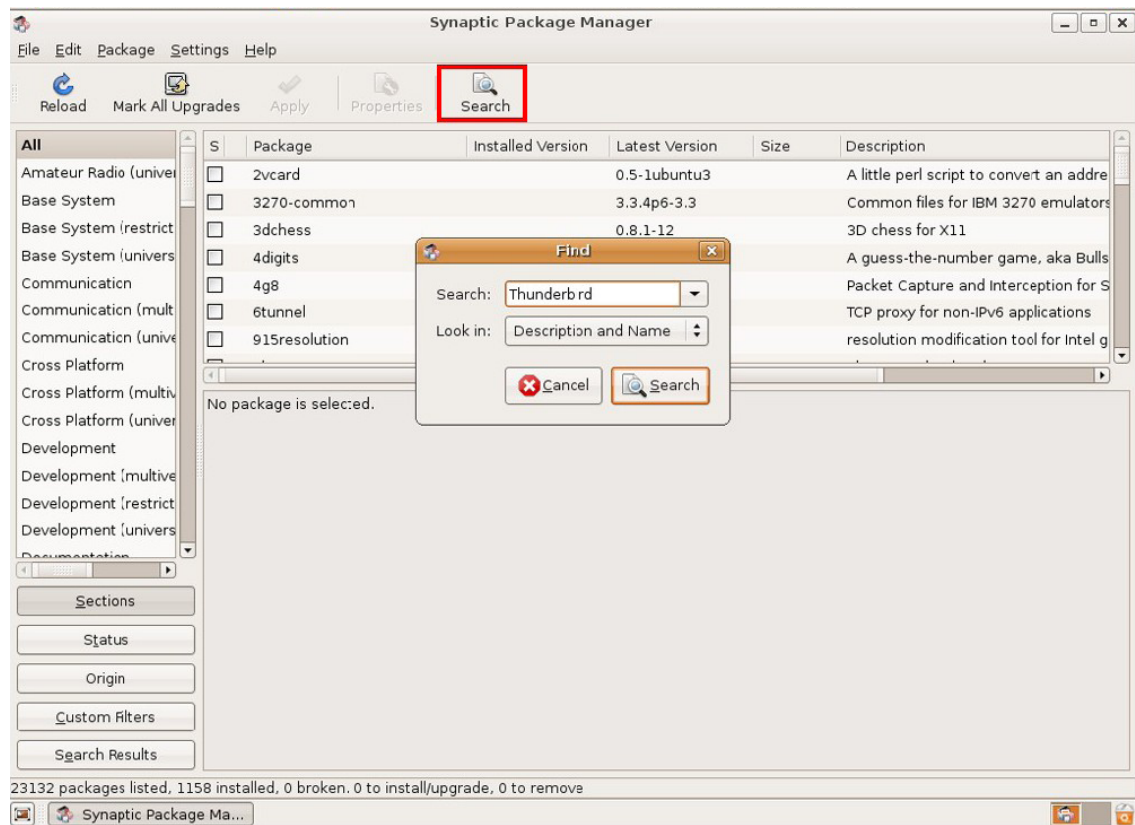 Synaptic Package Manager
File Edit Package Settings Help
Reload Mark All Upgrades Apply Properties Search
All
Amateur Radio (univer
Base System
Base System (restrict
Base System (univers
Communication
Communication (mult
Communication (unive
Cross Platform
Cross Platform (multiv
Cross Platform (univer
Development
Development (multive
Development (restrict
Development (univers
Documentation
S Package Installed Version Latest Version Size Description
2vcard 0.5-1ubuntu3 A little perl script to convert an addre
3270-common 3.3.4p6-3.3 Common files for IBM 3270 emulators
3dchess 0.8.1-12 3D chess for X11
4digits A guess-the-number game, aka Bulls
4g8 Packet Capture and Interception for S
6tunnel TCP proxy for non-IPv6 applications
915resolution resolution modification tool for Intel g
Find
Search: Thunderbird
Look in: Description and Name
Cancel Search
No package is selected.
Sections
Status
Origin
Custom Filters
Search Results
23132 packages listed, 1158 installed, 0 broken. 0 to install/upgrade, 0 to remove
Synaptic Package Ma...